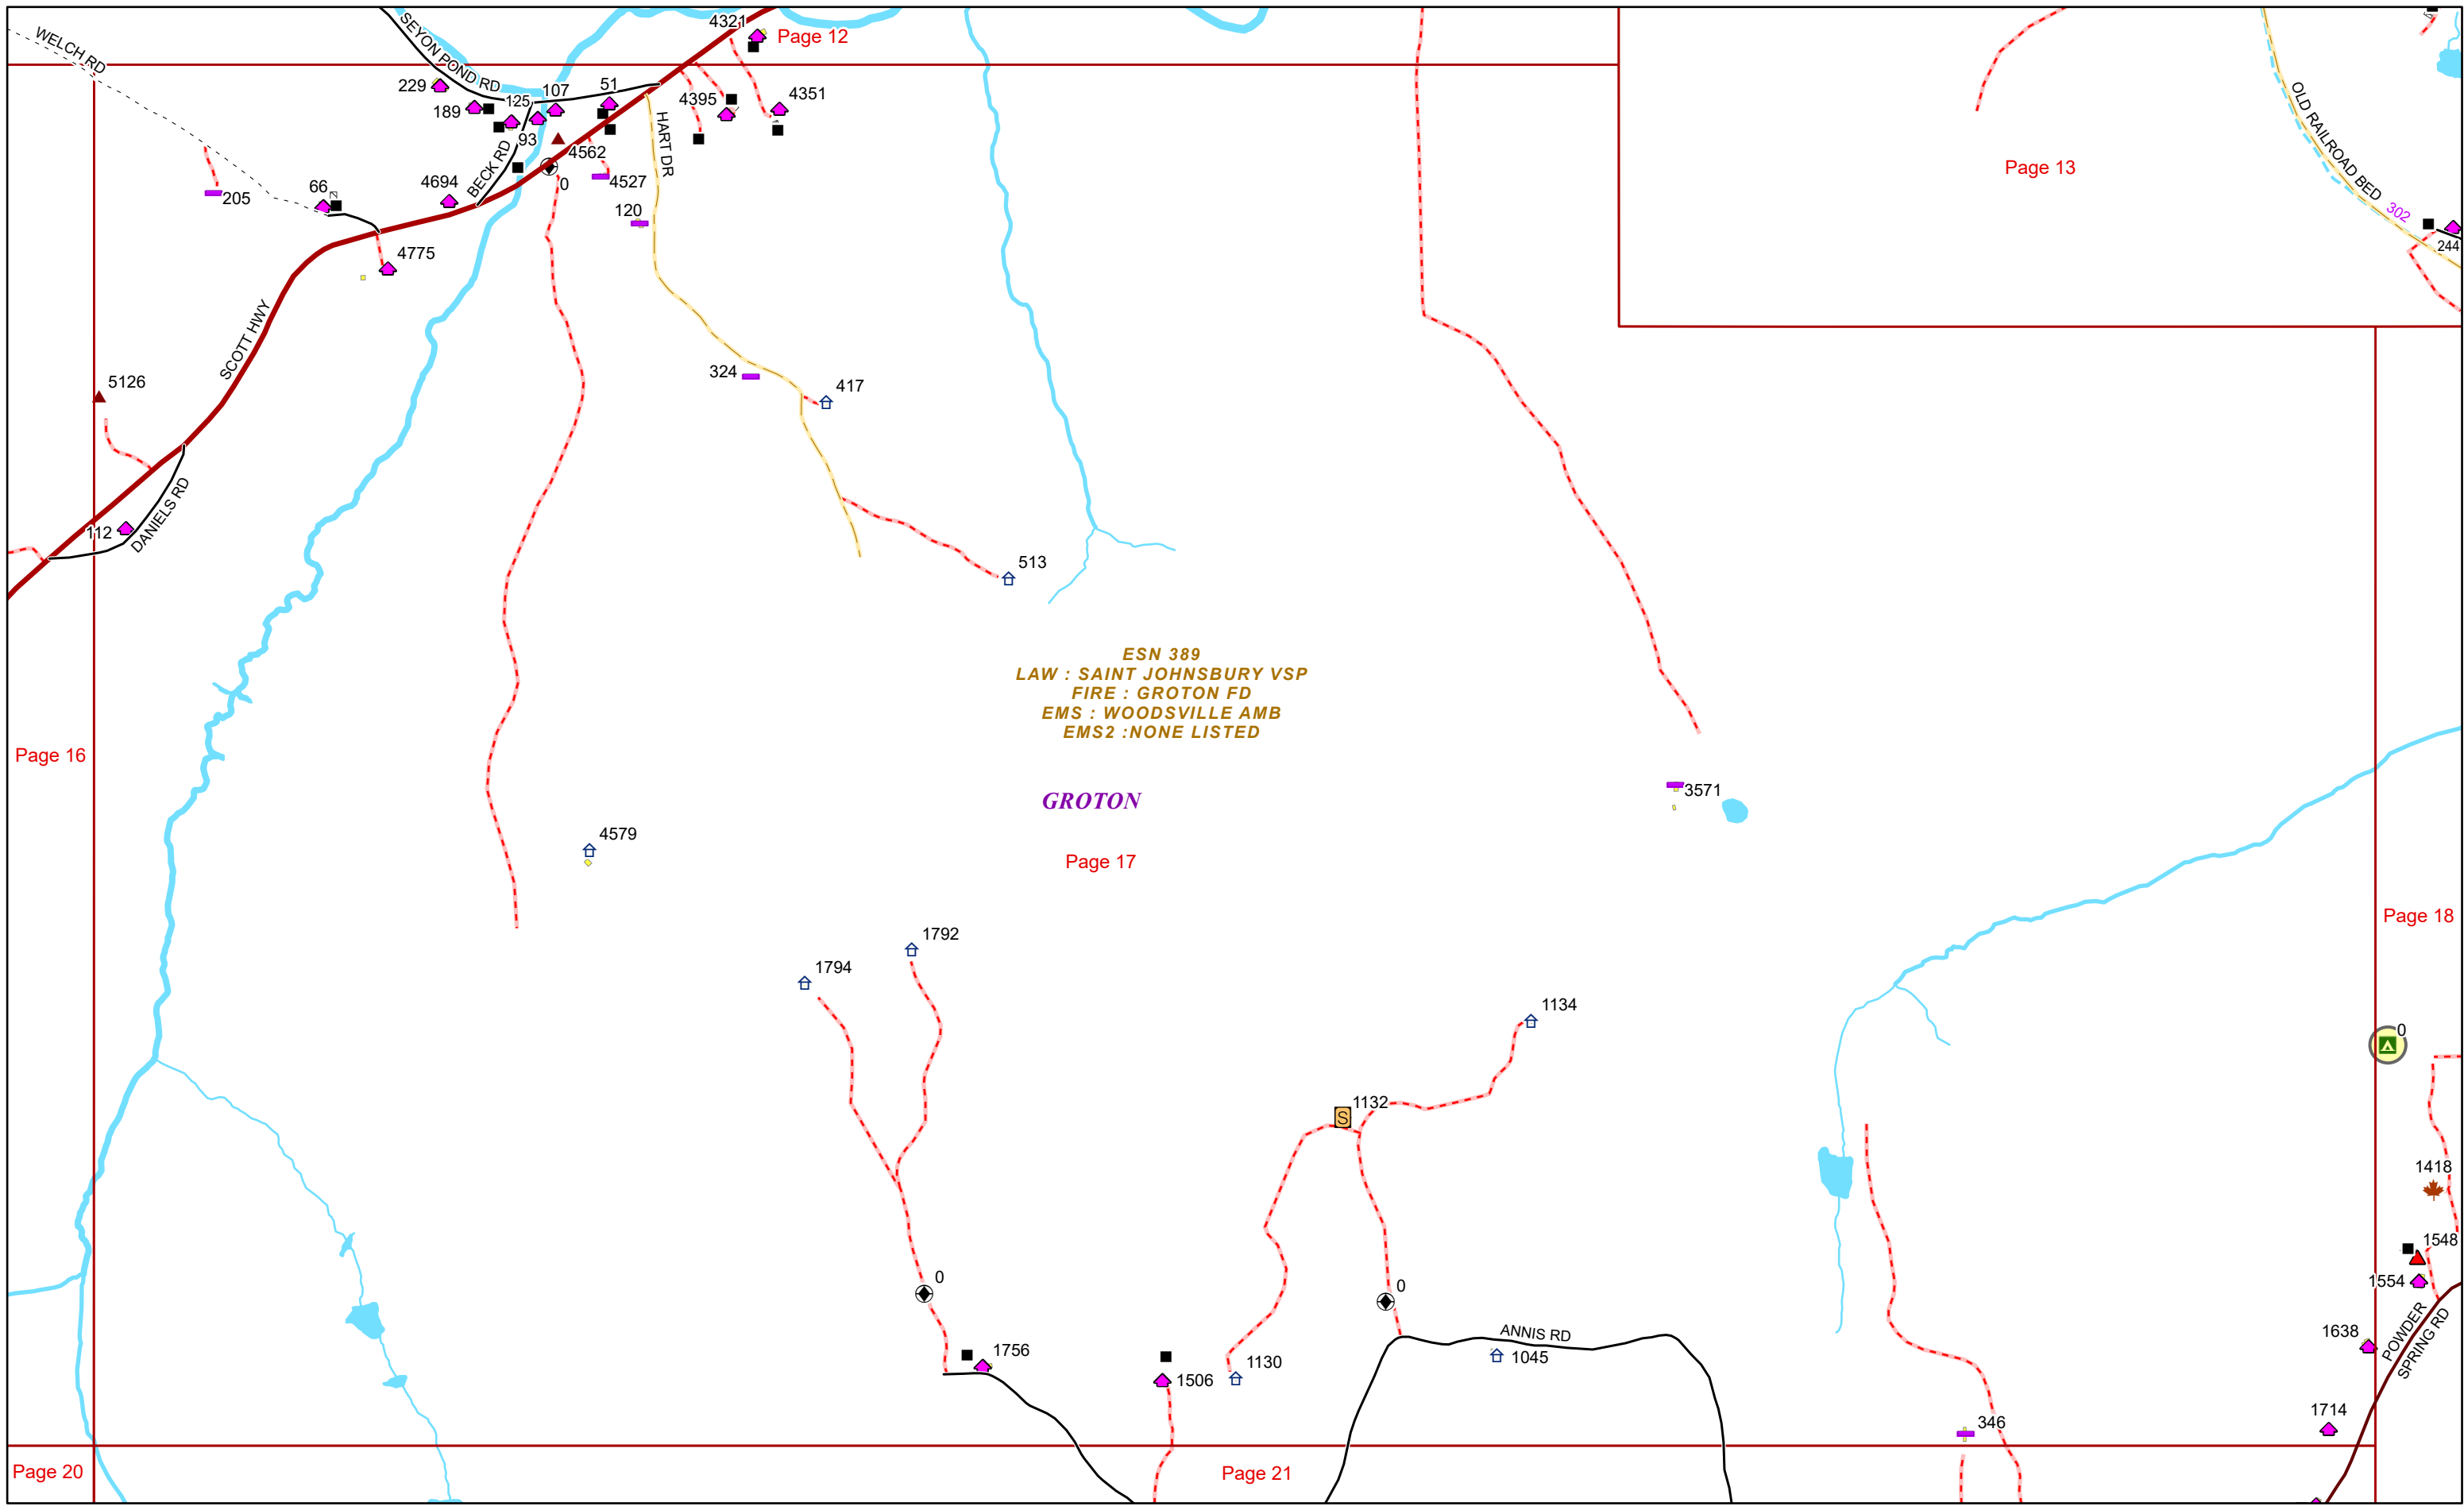 4321
Page 12
WELCH RD
SEYON POND RD
229
189
125
107
51
93
4395
4351
HART DR
BECK RD
4562
0
4527
120
4694
66
205
4775
SCOTT HWY
5126
112
DANIELS RD
324
417
513
Page 13
OLD RAILROAD BED
302
244
ESN 389
LAW : SAINT JOHNSBURY VSP
FIRE : GROTON FD
EMS : WOODSVILLE AMB
EMS2 :NONE LISTED
Page 16
GROTON
3571
4579
Page 17
Page 18
1792
1794
1134
0
1132
S
1418
1548
1554
0
0
ANNIS RD
1045
1756
1506
1130
POWDER
SPRING RD
1638
1714
346
Page 20
Page 21